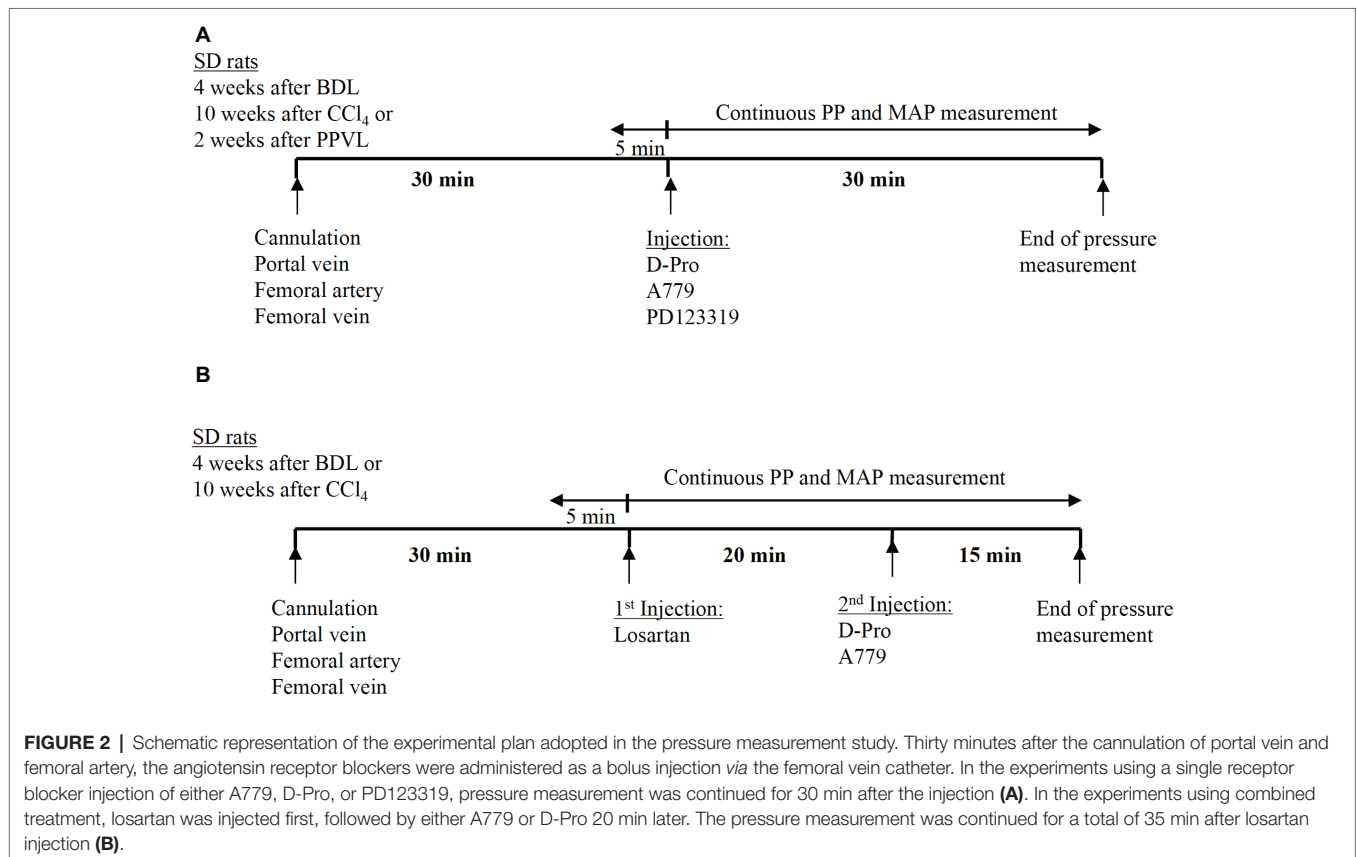 A
SD rats
4 weeks after BDL
10 weeks after CCl₄ or
2 weeks after PPVL
Continuous PP and MAP measurement
5 min
30 min
30 min
Cannulation
Portal vein
Femoral artery
Femoral vein
Injection:
D-Pro
A779
PD123319
End of pressure
measurement
B
SD rats
4 weeks after BDL or
10 weeks after CCl₄
Continuous PP and MAP measurement
5 min
30 min
20 min
15 min
Cannulation
Portal vein
Femoral artery
Femoral vein
1st Injection:
Losartan
2nd Injection:
D-Pro
A779
End of pressure
measurement
FIGURE 2 | Schematic representation of the experimental plan adopted in the pressure measurement study. Thirty minutes after the cannulation of portal vein and
femoral artery, the angiotensin receptor blockers were administered as a bolus injection via the femoral vein catheter. In the experiments using a single receptor
blocker injection of either A779, D-Pro, or PD123319, pressure measurement was continued for 30 min after the injection (A). In the experiments using combined
treatment, losartan was injected first, followed by either A779 or D-Pro 20 min later. The pressure measurement was continued for a total of 35 min after losartan
injection (B).